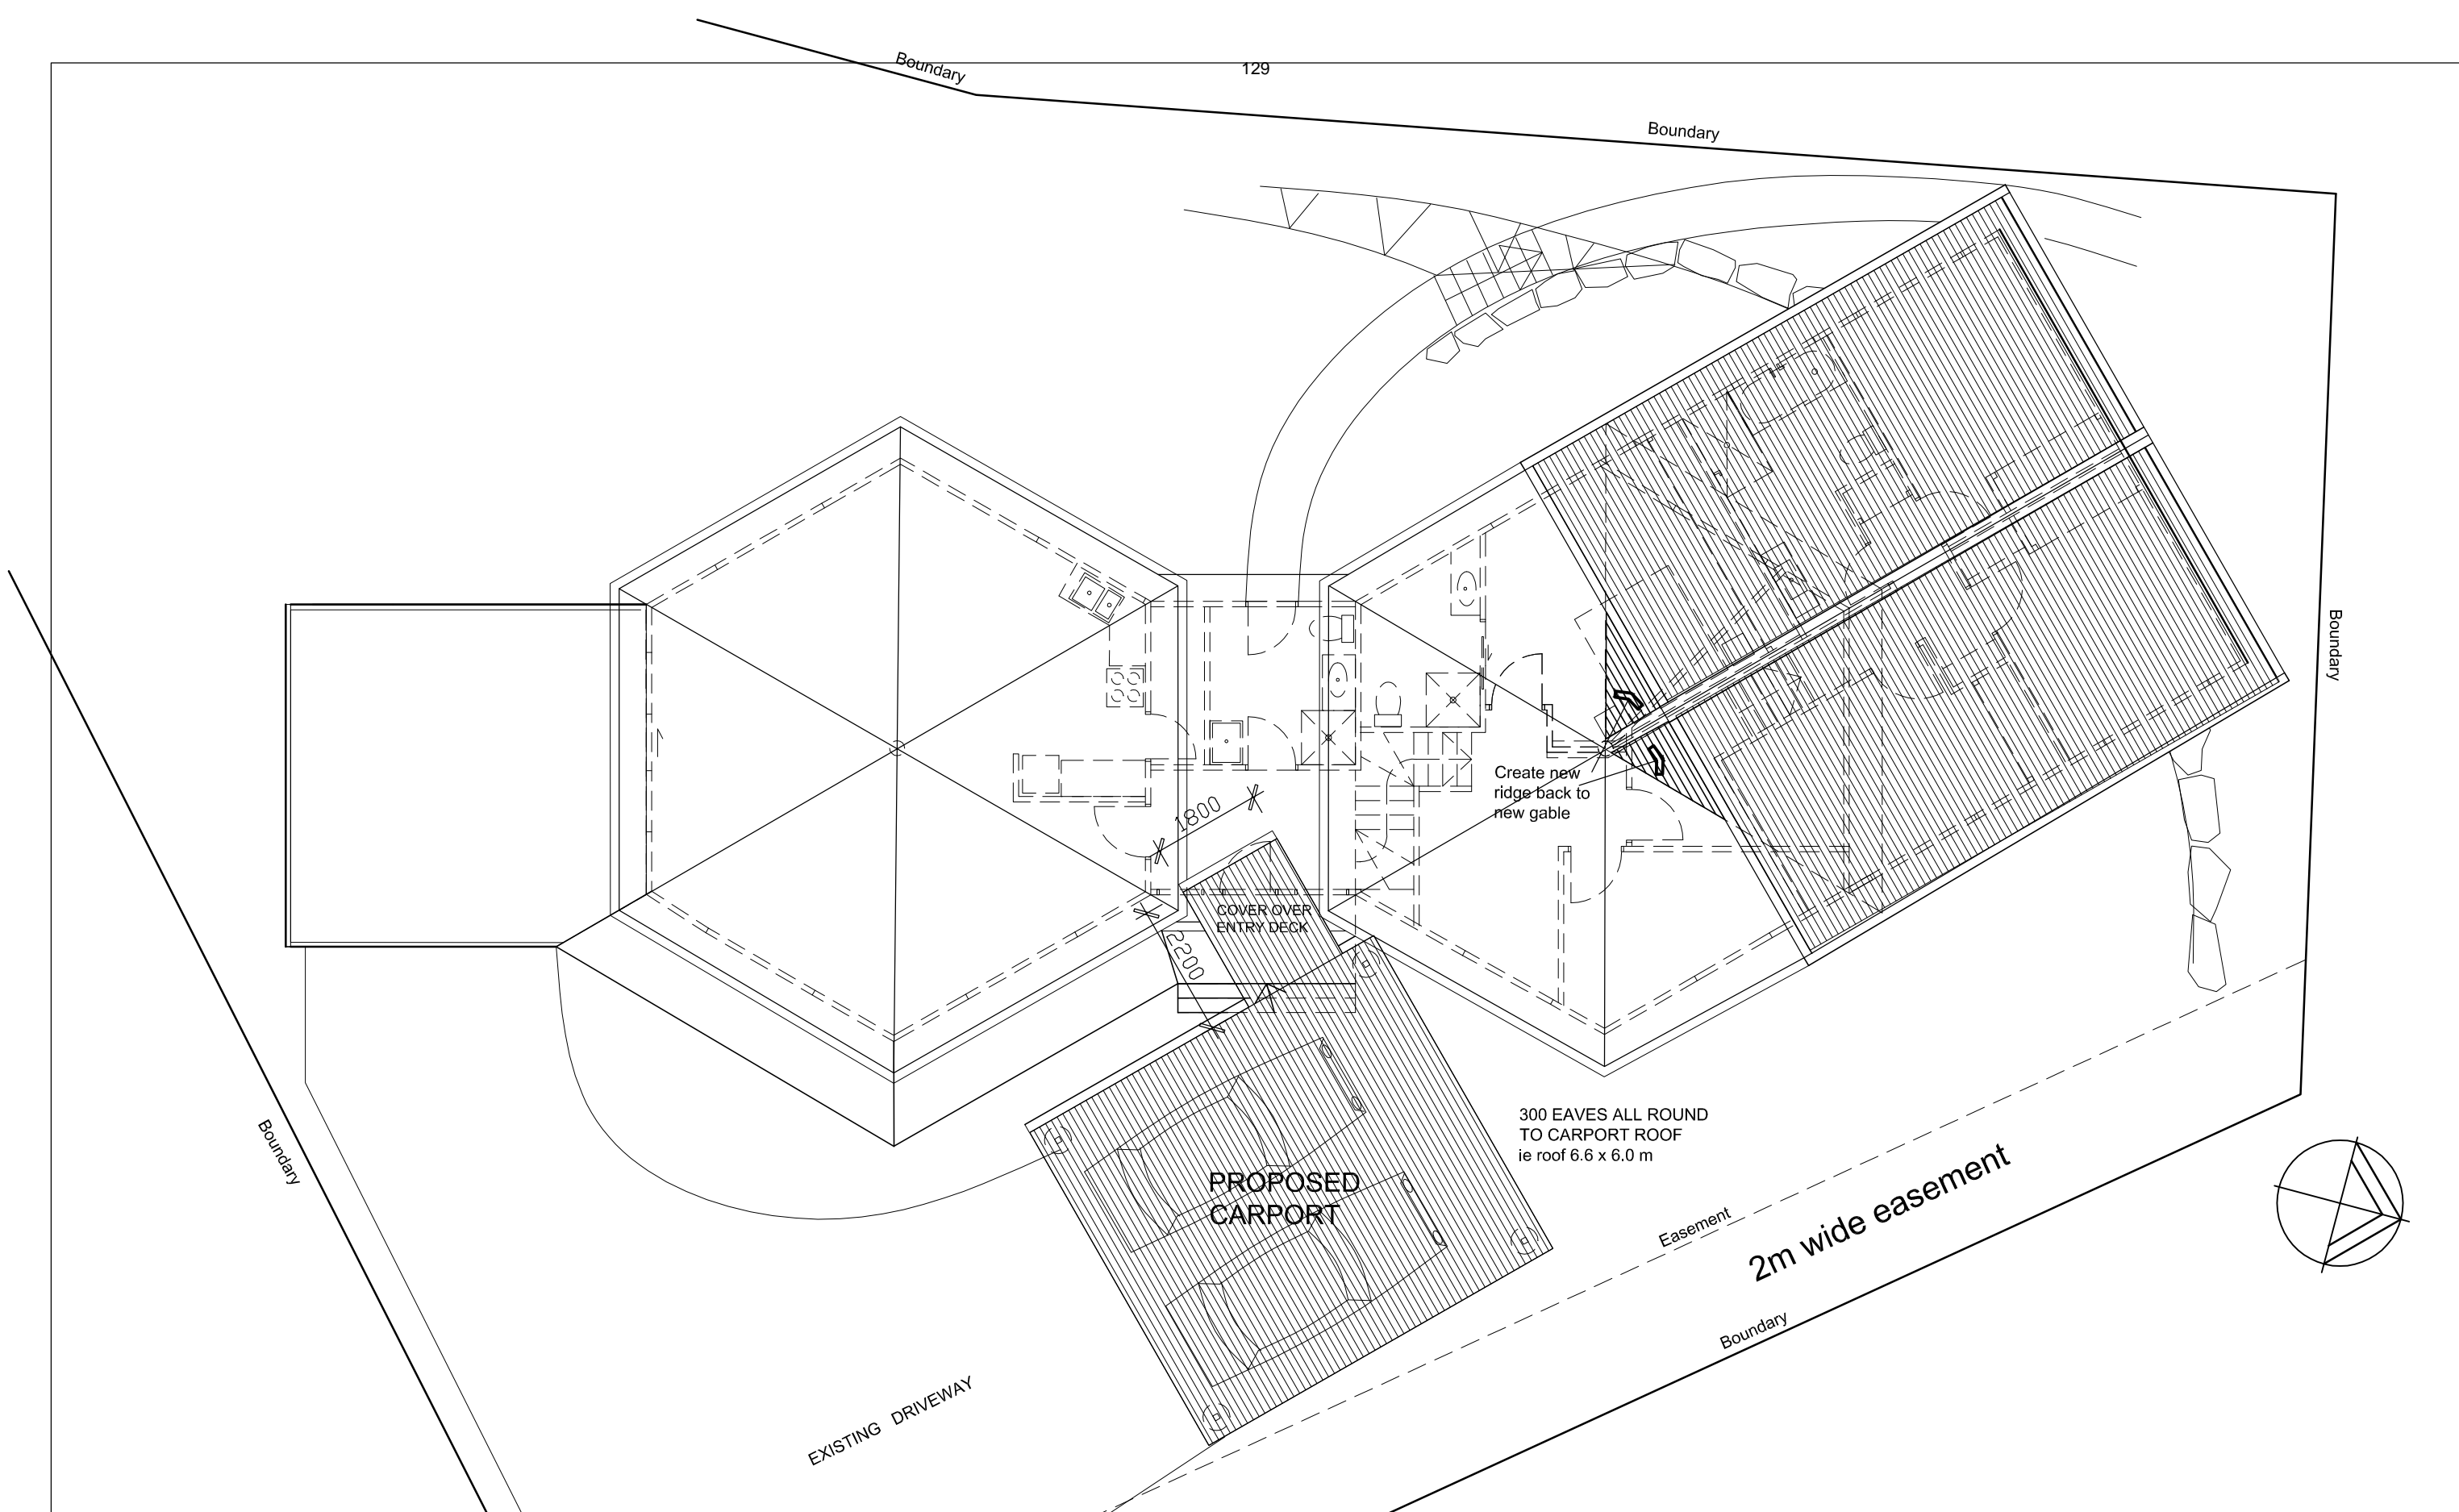 Boundary
129
Boundary
Boundary
1800
Create new
ridge back to
new gable
COVER OVER
ENTRY DECK
2200
300 EAVES ALL ROUND
TO CARPORT ROOF
ie roof 6.6 x 6.0 m
Boundary
PROPOSED
CARPORT
Easement
2m wide easement
Boundary
EXISTING DRIVEWAY